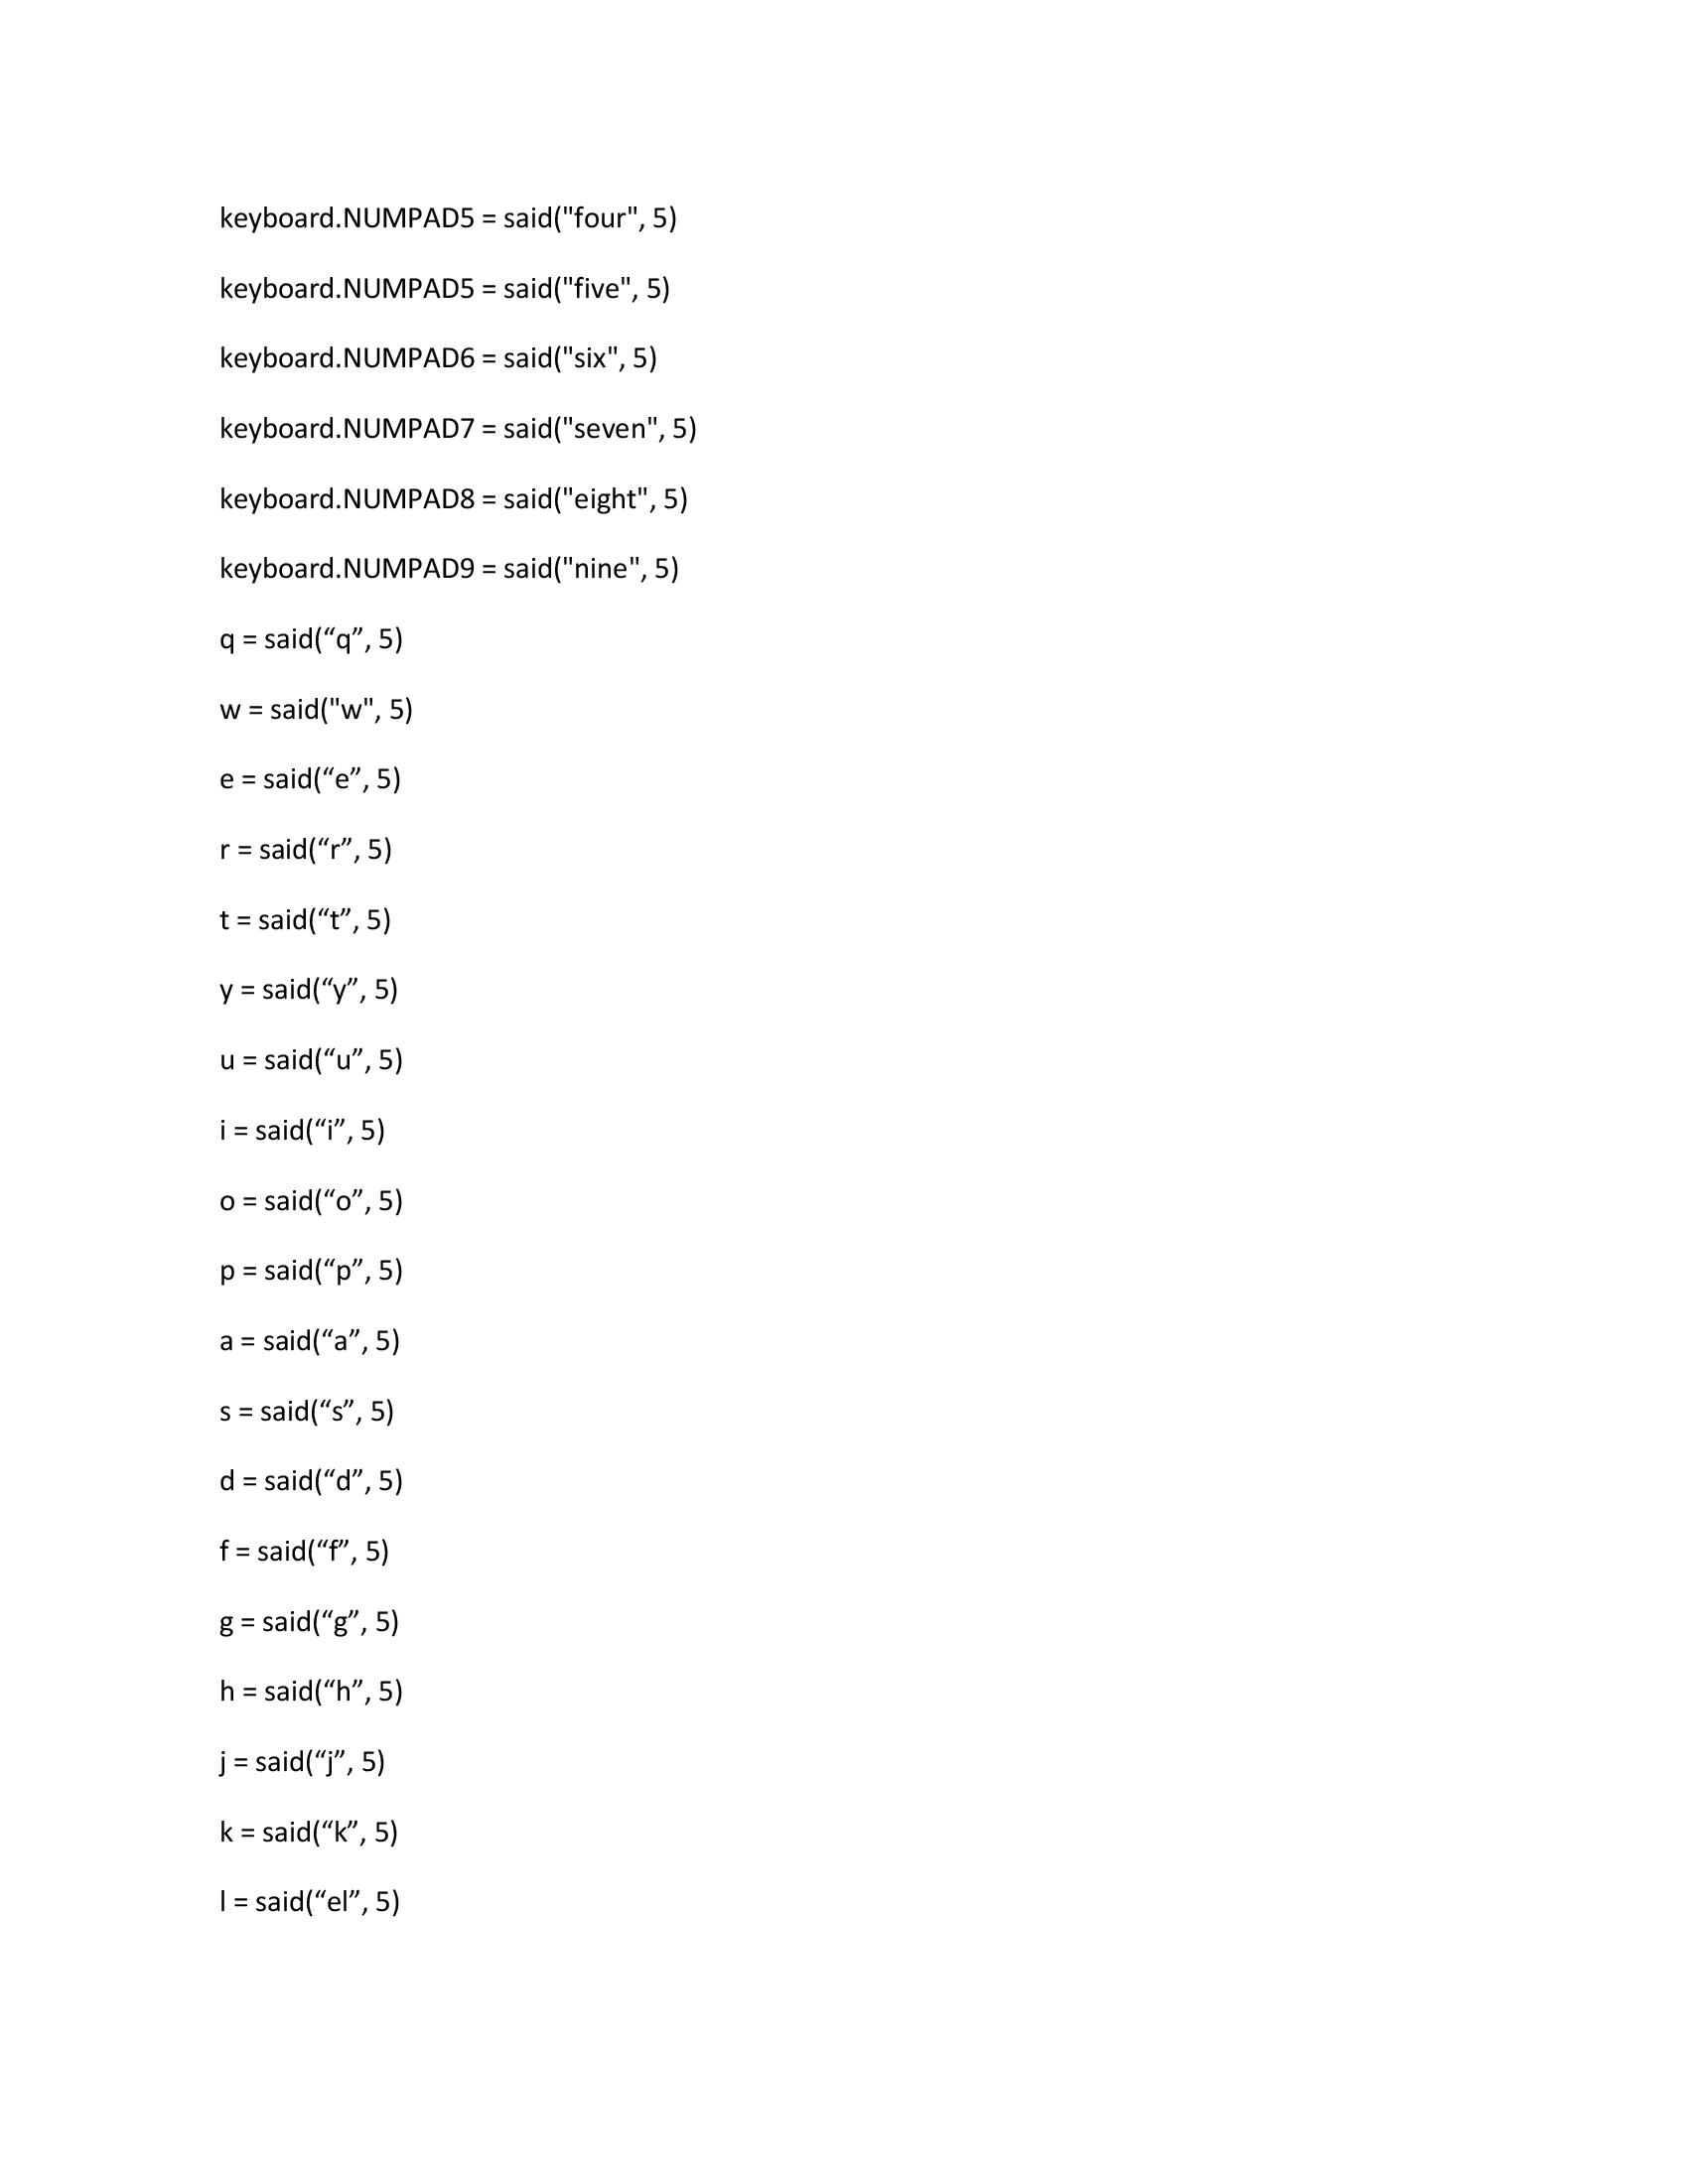 keyboard.NUMPAD5 = said("four", 5)
keyboard.NUMPAD5 = said("five", 5)
keyboard.NUMPAD6 = said("six", 5)
keyboard.NUMPAD7 = said("seven", 5)
keyboard.NUMPAD8 = said("eight", 5)
keyboard.NUMPAD9 = said("nine", 5)
q = said(“q”, 5)
w = said("w", 5)
e = said(“e”, 5)
r = said(“r”, 5)
t = said(“t”, 5)
y = said(“y”, 5)
u = said(“u”, 5)
i = said(“i”, 5)
o = said(“o”, 5)
p = said(“p”, 5)
a = said(“a”, 5)
s = said(“s”, 5)
d = said(“d”, 5)
f = said(“f”, 5)
g = said(“g”, 5)
h = said(“h”, 5)
j = said(“j”, 5)
k = said(“k”, 5)
l = said(“el”, 5)